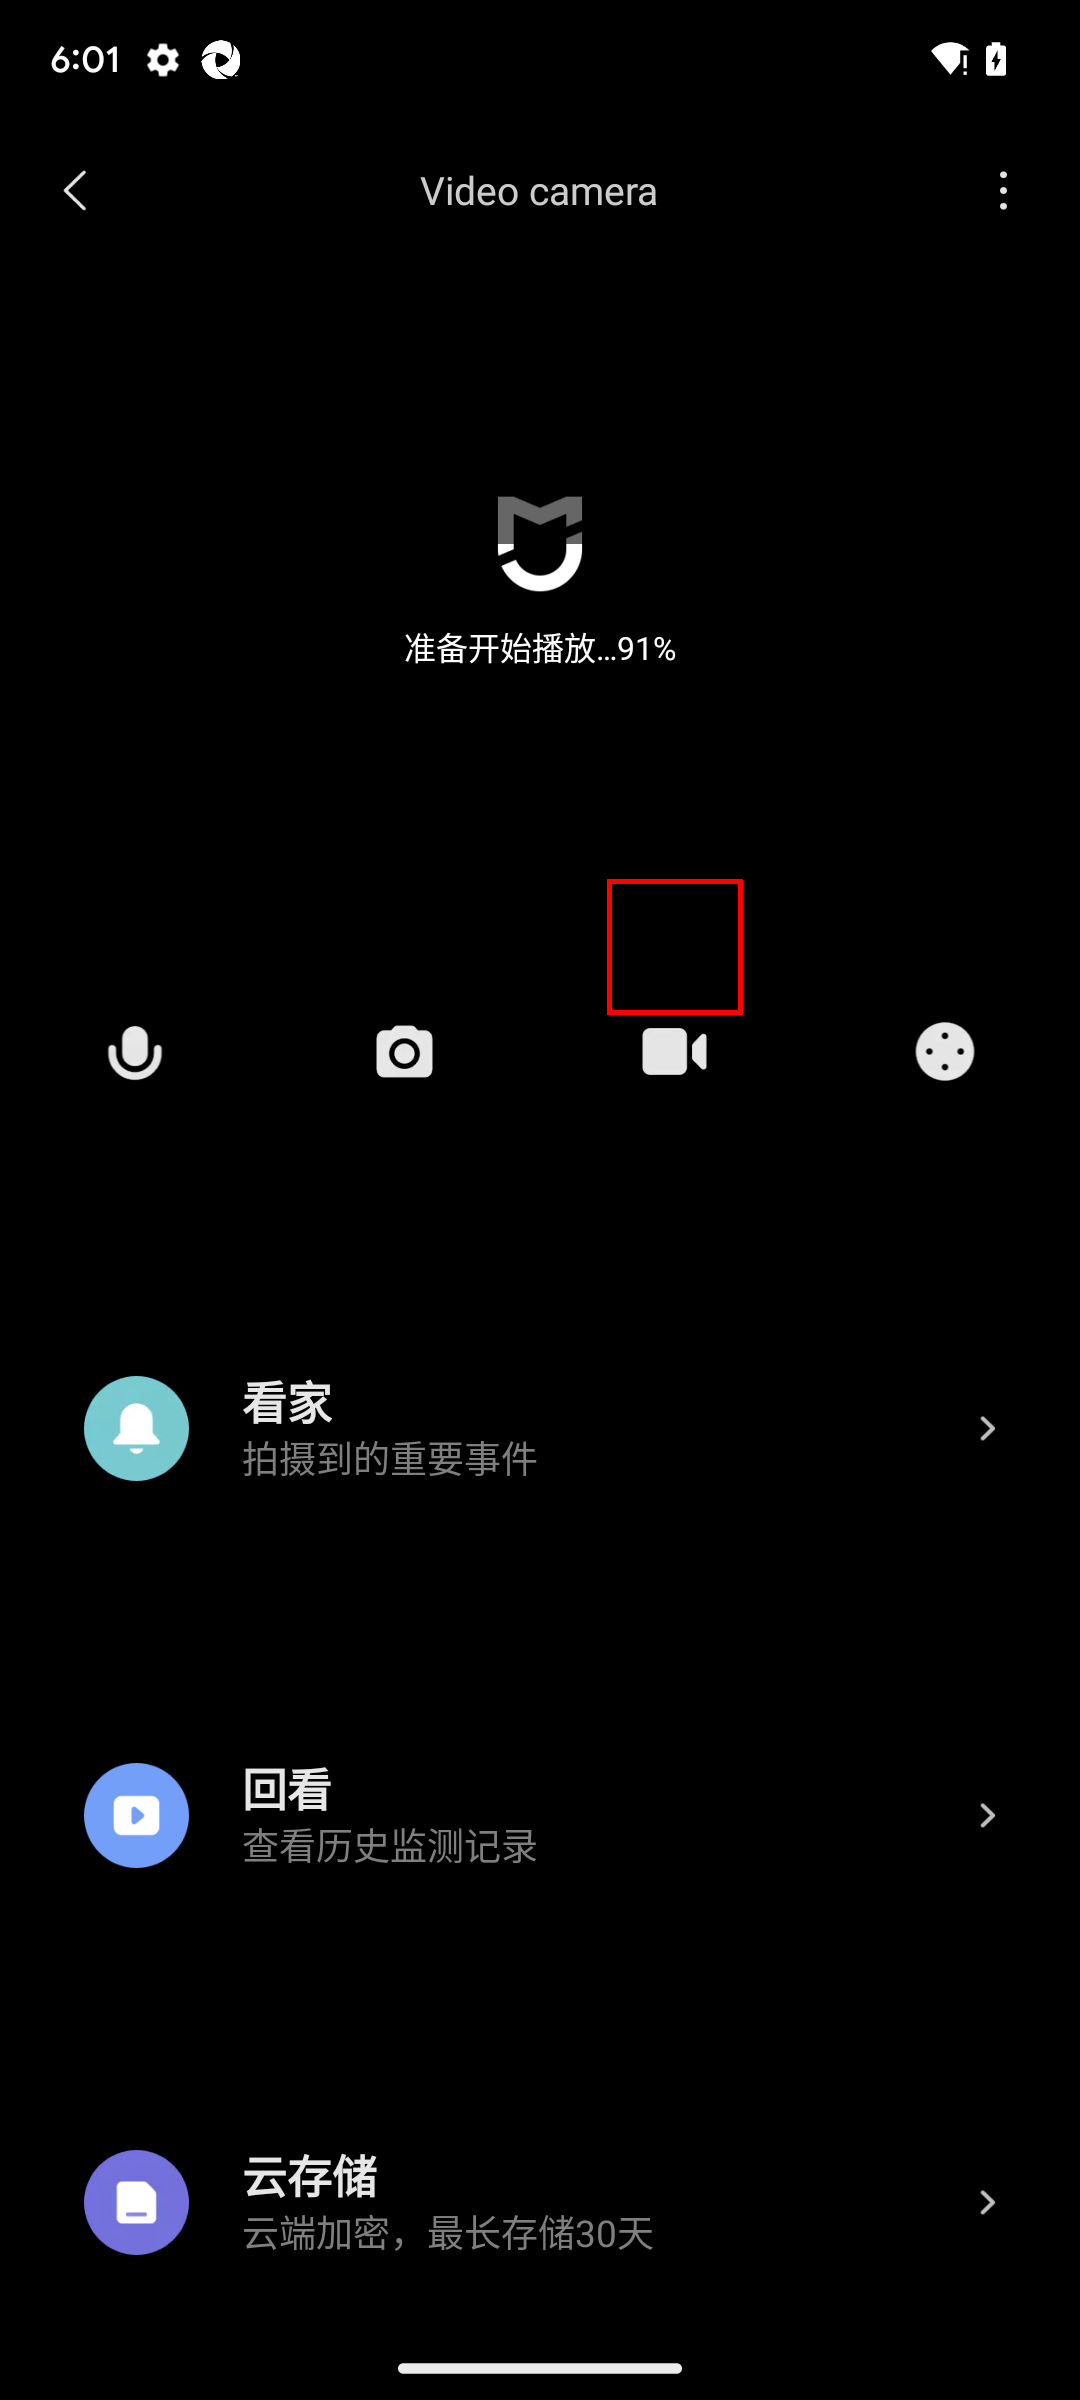 6:01
Video camera
准备开始播放...91%
看家
拍摄到的重要事件
回看
查看历史监测记录
云存储
云端加密，最长存储30天